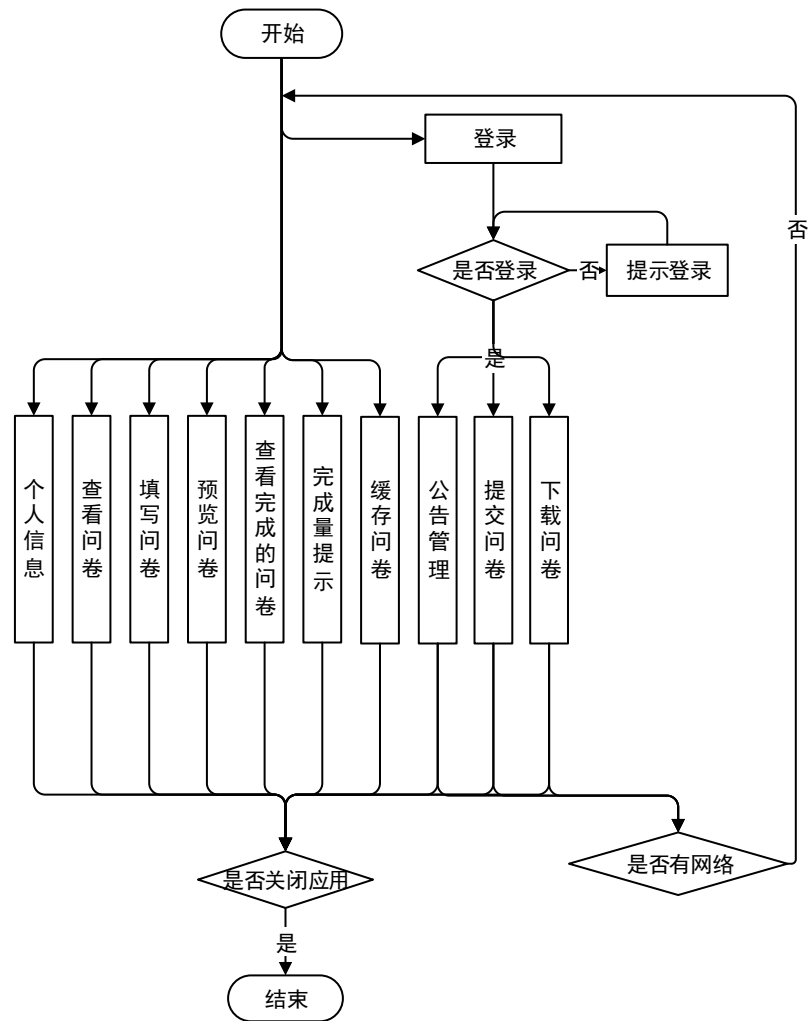 开始
登录
否
是否登录
否
提示登录
是
个人信息
查看问卷
填写问卷
预览问卷
查看完成的问卷
完成量提示
缓存问卷
公告管理
提交问卷
下载问卷
是否有网络
是否关闭应用
是
结束